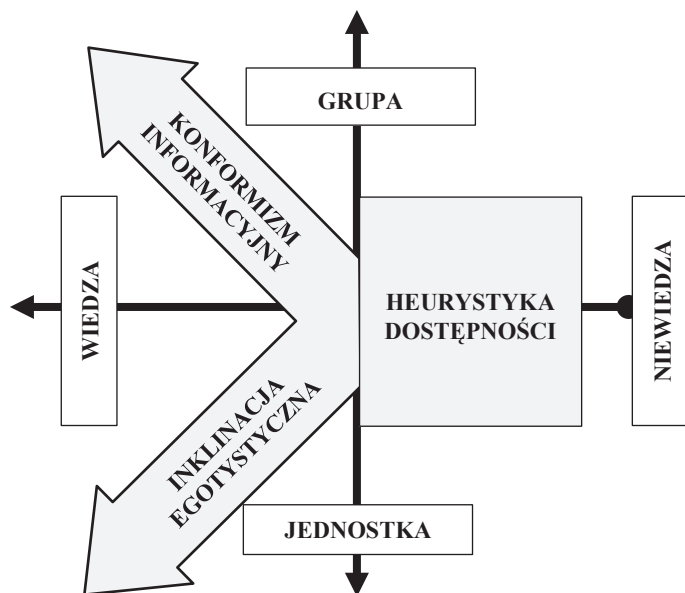 GRUPA
KONFORMIZM
INFORMACYJNY
WIEDZA
HEURYSTYKA
DOSTĘPNOŚCI
NIEWIEDZA
INKLINACJA
EGOTYSTYCZNA
JEDNOSTKA